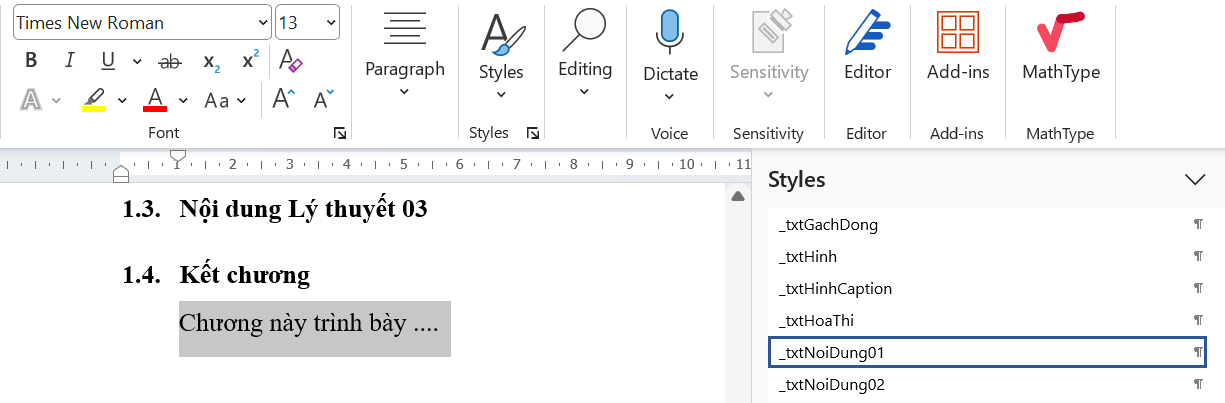 Times New Roman 13
B I U ab x₂ x² A
A A Aa A A
Font
Paragraph
Styles
Styles
Editing
Dictate
Voice
Sensitivity
Sensitivity
Editor
Editor
Add-ins
Add-ins
MathType
MathType
1 2 3 4 5 6 7 8 9 10 11
1.3. Nội dung Lý thuyết 03
1.4. Kết chương
Chương này trình bày ....
Styles
_txtGachDong ¶
_txtHinh ¶
_txtHinhCaption ¶
_txtHoaThi ¶
_txtNoiDung01 ¶
_txtNoiDung02 ¶